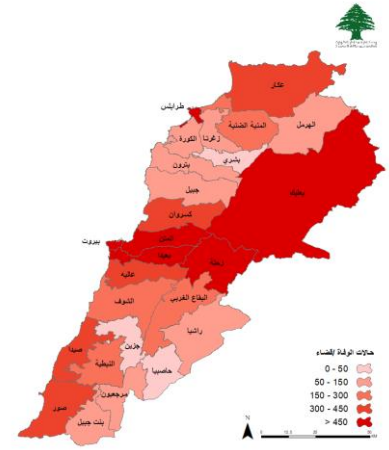 عكار
طرابلس
المنية الضنية
الهرمل
زغرتا
الكورة
بشري
بترون
جبيل
بعلبك
كسروان
المتن
بيروت
بعبدا
زحلة
عاليه
البقاع الغربي
الشوف
راشيا
جزين
صيدا
النبطية
حاصبيا
مرجعيون
صور
بنت جبيل
حالات الوفاة /قضاء
0 - 50
50 - 150
150 - 300
300 - 450
> 450
N